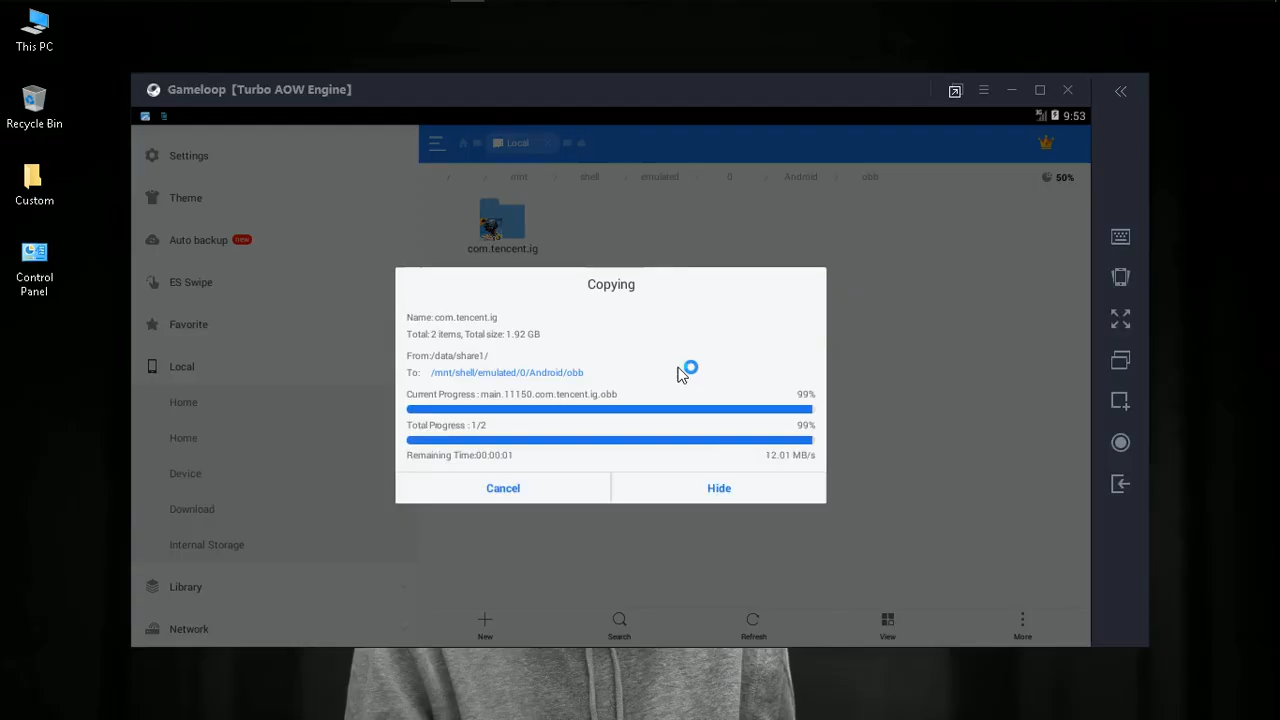 This PC
Recycle Bin
Custom
Control
Panel
Gameloop【Turbo AOW Engine】
9:53
Settings
Theme
Auto backup new
ES Swipe
Favorite
Local
Home
Home
Device
Download
Internal Storage
Library
Network
Local
/ / mnt / shell / emulated / 0 / Android / obb
50%
com.tencent.ig
Copying
Name: com.tencent.ig
Total: 2 items, Total size: 1.92 GB
From:/data/share1/
To: /mnt/shell/emulated/0/Android/obb
Current Progress : main.11150.com.tencent.ig.obb 99%
Total Progress : 1/2 99%
Remaining Time:00:00:01 12.01 MB/s
Cancel Hide
New Search Refresh View More